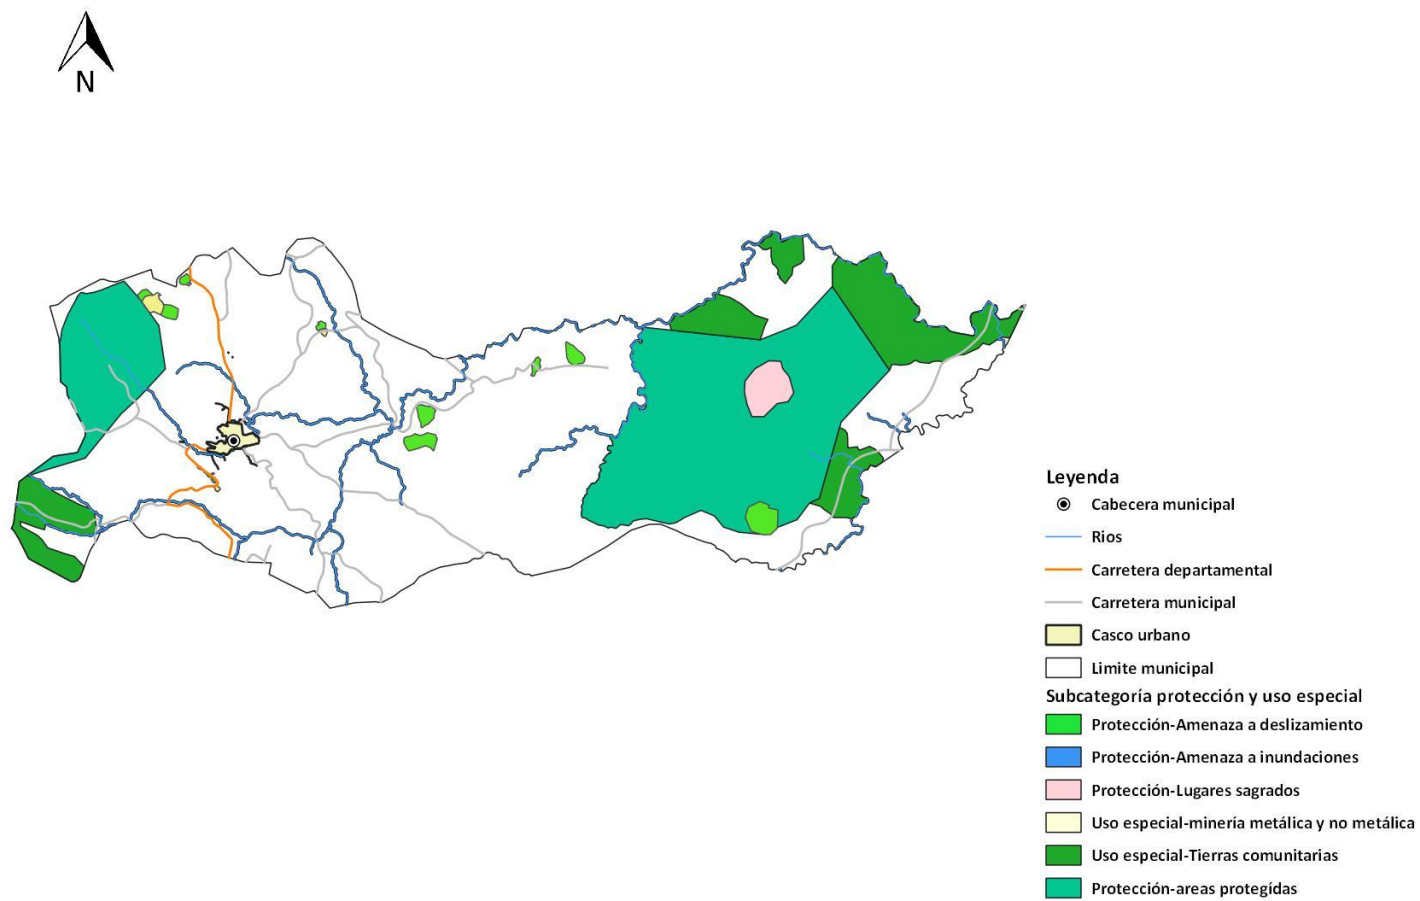 N
Leyenda
Cabecera municipal
Rios
Carretera departamental
Carretera municipal
Casco urbano
Limite municipal
Subcategoría protección y uso especial
Protección-Amenaza a deslizamiento
Protección-Amenaza a inundaciones
Protección-Lugares sagrados
Uso especial-minería metálica y no metálica
Uso especial-Tierras comunitarias
Protección-areas protegídas